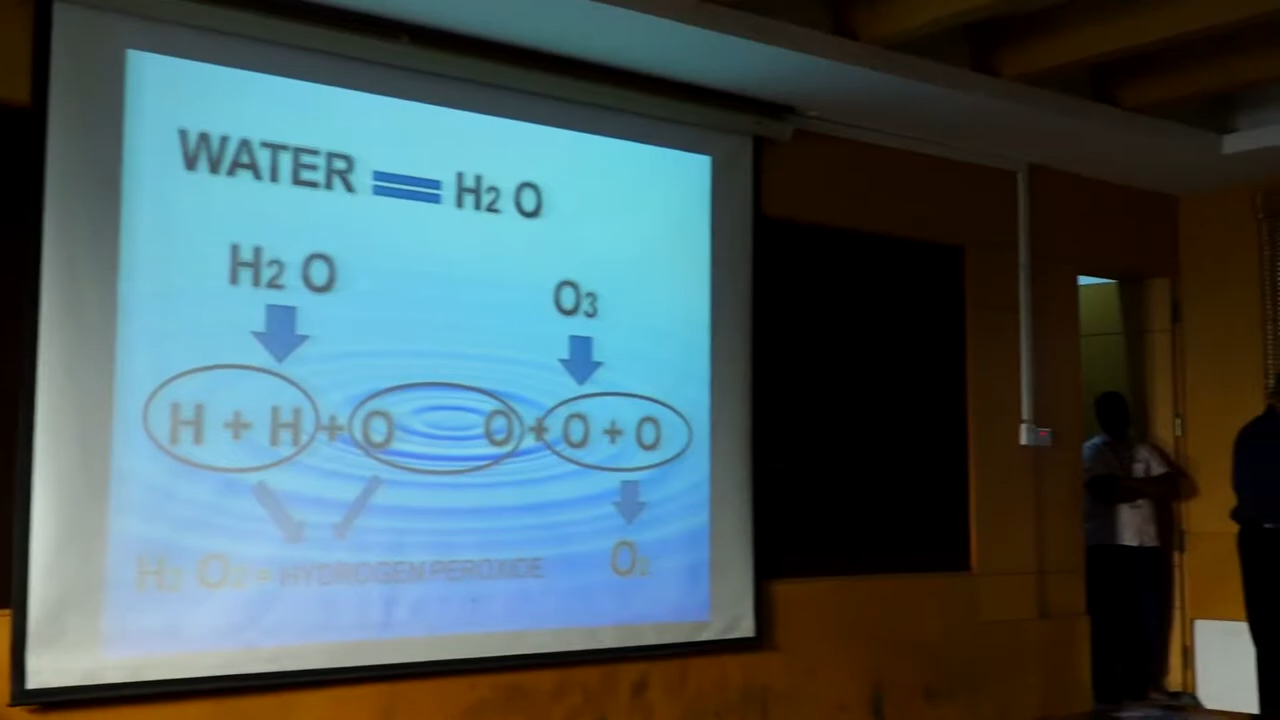 WATER = H2 O
H2 O
O3
H + H + O O + O + O
H2 O2 = HYDROGEN PEROXIDE
O2